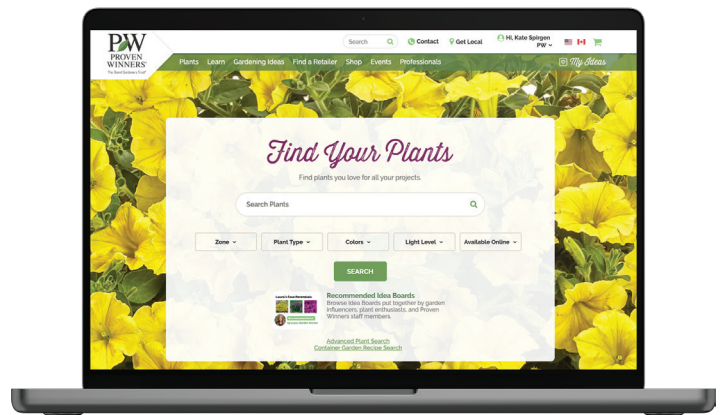 PW
PROVEN
WINNERS®
The Good Gardener's Trust®
Search
Contact
Get Local
Hi, Kate Spirgen
PW
Plants Learn Gardening Ideas Find a Retailer Shop Events Professionals
My Ideas
Find Your Plants
Find plants you love for all your projects.
Search Plants
Zone
Plant Type
Colors
Light Level
Available Online
SEARCH
Recommended Idea Boards
Browse Idea Boards put together by garden
influencers, plant enthusiasts, and Proven
Winners staff members.
Advanced Plant Search
Container Garden Recipe Search